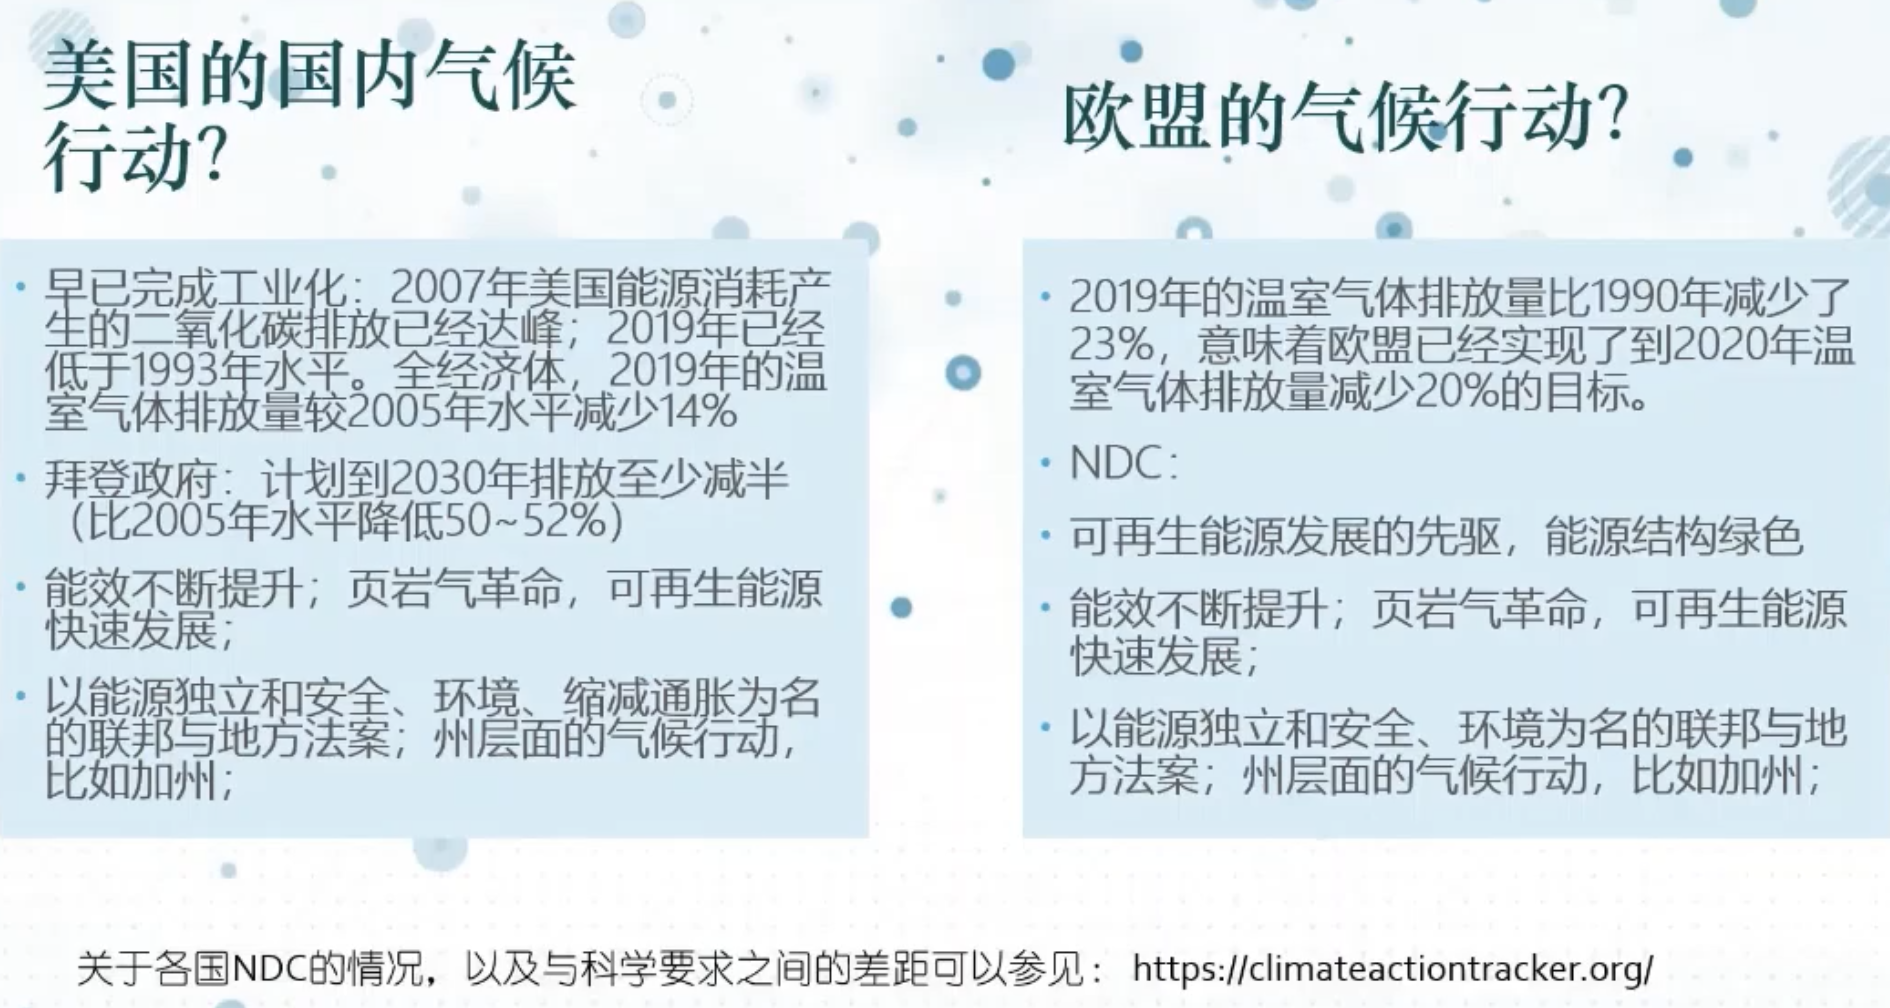 美国的国内气候
行动？
• 早已完成工业化：2007年美国能源消耗产
生的二氧化碳排放已经达峰；2019年已经
低于1993年水平。全经济体，2019年的温
室气体排放量较2005年水平减少14%
• 拜登政府：计划到2030年排放至少减半
（比2005年水平降低50~52%）
• 能效不断提升；页岩气革命，可再生能源
快速发展；
• 以能源独立和安全、环境、缩减通胀为名
的联邦与地方法案；州层面的气候行动，
比如加州；
欧盟的气候行动？
• 2019年的温室气体排放量比1990年减少了
23%，意味着欧盟已经实现了到2020年温
室气体排放量减少20%的目标。
• NDC：
• 可再生能源发展的先驱，能源结构绿色
• 能效不断提升；页岩气革命，可再生能源
快速发展；
• 以能源独立和安全、环境为名的联邦与地
方法案；州层面的气候行动，比如加州；
关于各国NDC的情况，以及与科学要求之间的差距可以参见：https://climateactiontracker.org/